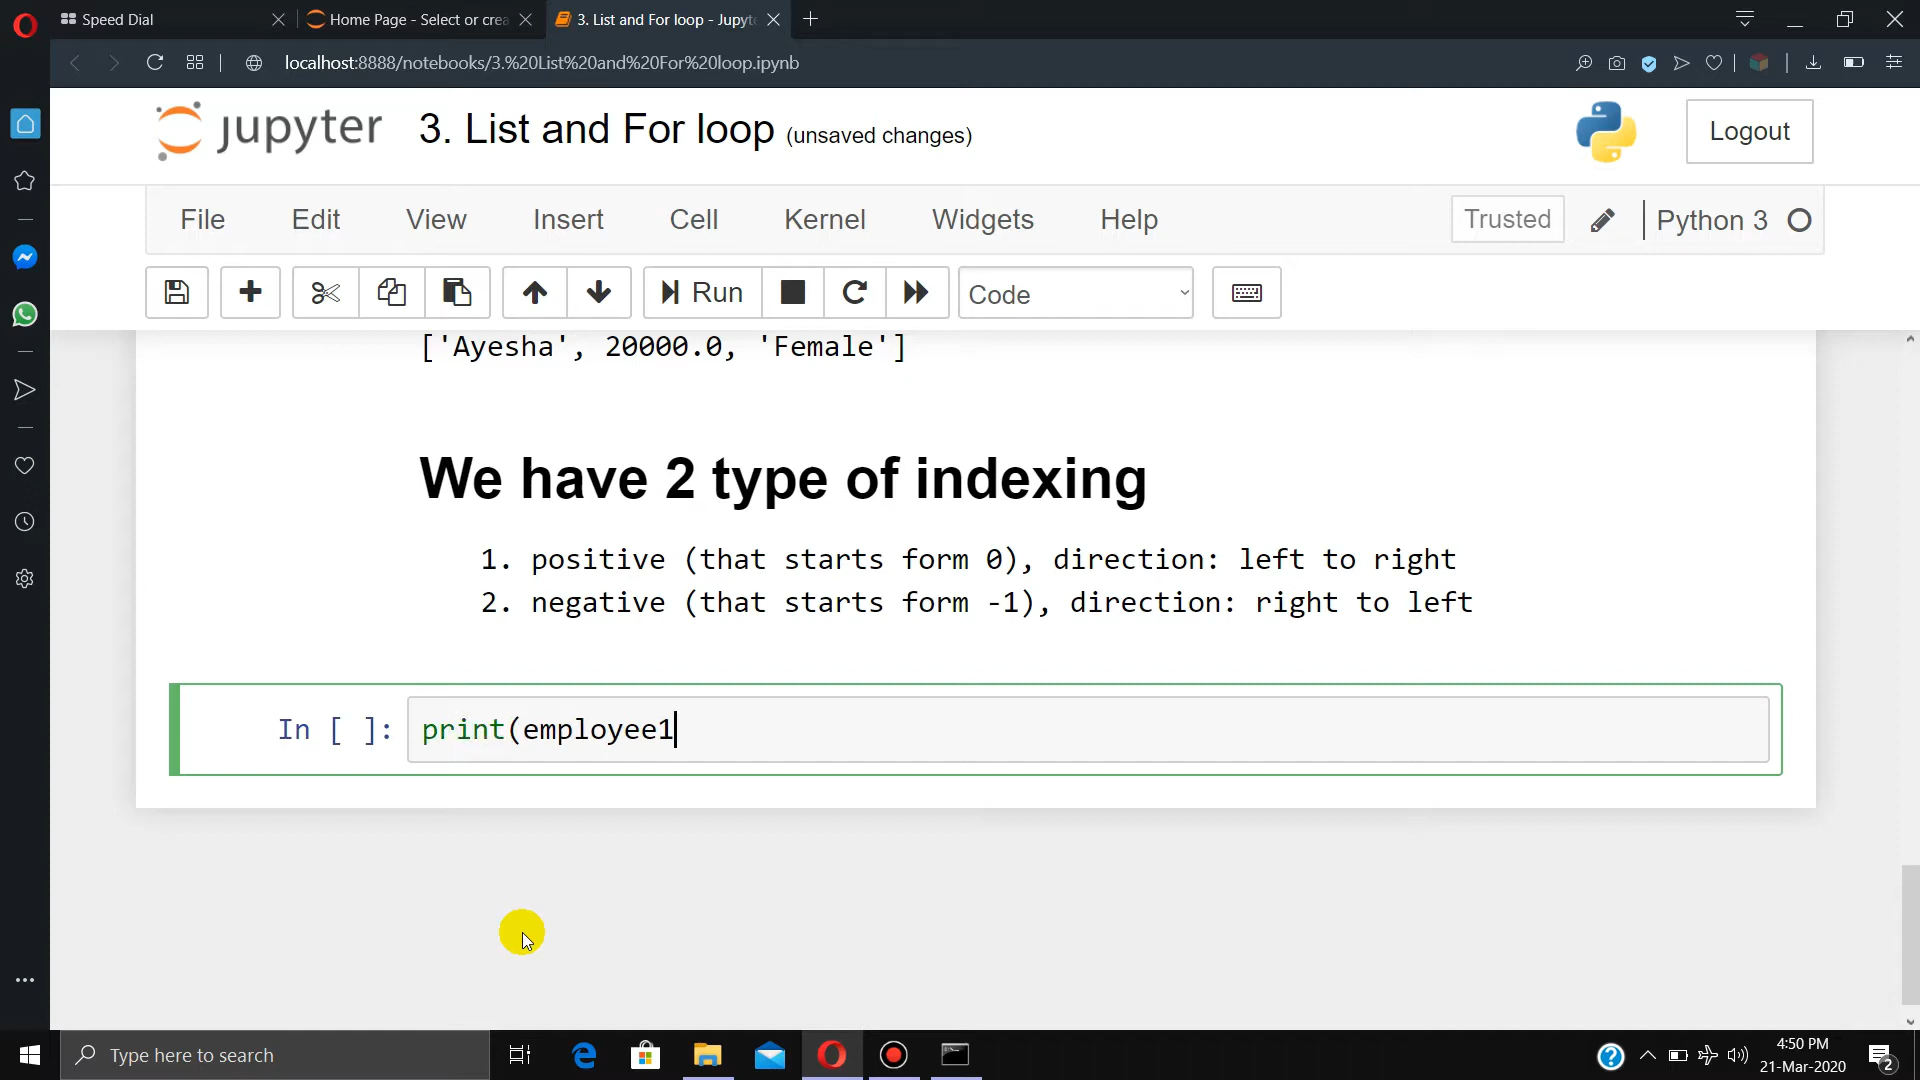 Speed Dial
Home Page - Select or crea
3. List and For loop - Jupyt
localhost:8888/notebooks/3.%20List%20and%20For%20loop.ipynb
jupyter
3. List and For loop (unsaved changes)
Logout
File Edit View Insert Cell Kernel Widgets Help
Trusted
Python 3
Run
Code
['Ayesha', 20000.0, 'Female']
We have 2 type of indexing
1. positive (that starts form 0), direction: left to right
2. negative (that starts form -1), direction: right to left
In [ ]: print(employee1
Type here to search
4:50 PM
21-Mar-2020
2